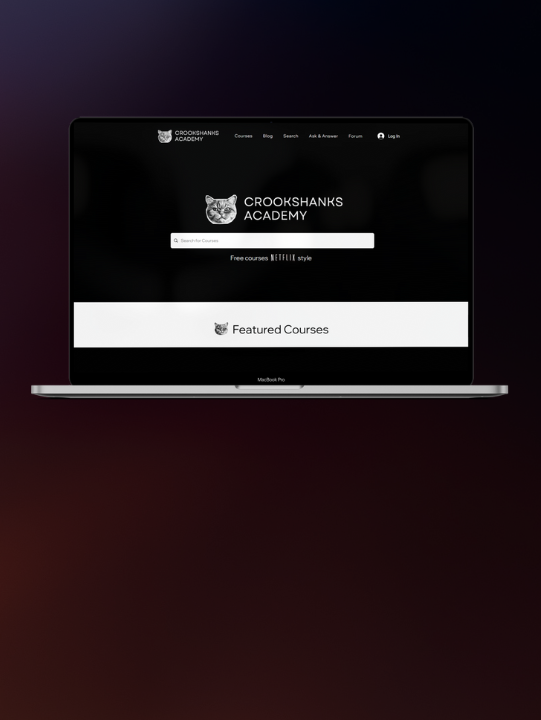 CROOKSHANKS
ACADEMY
Courses Blog Search Ask & Answer Forum Log In
CROOKSHANKS
ACADEMY
Search for Courses
Free courses NETFLIX style
Featured Courses
MacBook Pro